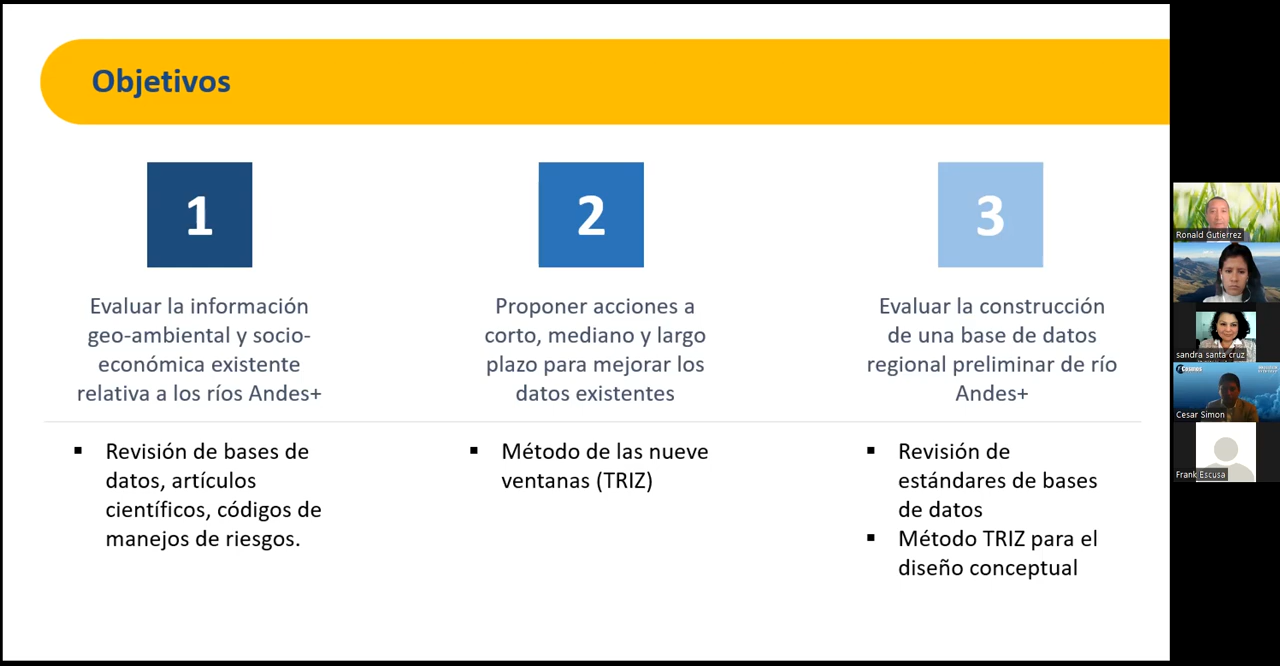 Objetivos
1
2
3
Evaluar la información
geo-ambiental y socio-
económica existente
relativa a los ríos Andes+
Proponer acciones a
corto, mediano y largo
plazo para mejorar los
datos existentes
Evaluar la construcción
de una base de datos
regional preliminar de río
Andes+
▪ Revisión de bases de
datos, artículos
científicos, códigos de
manejos de riesgos.
▪ Método de las nueve
ventanas (TRIZ)
▪ Revisión de
estándares de bases
de datos
▪ Método TRIZ para el
diseño conceptual
Ronald Gutierrez
sandra santa cruz
Cesar Simon
Frank Escusa